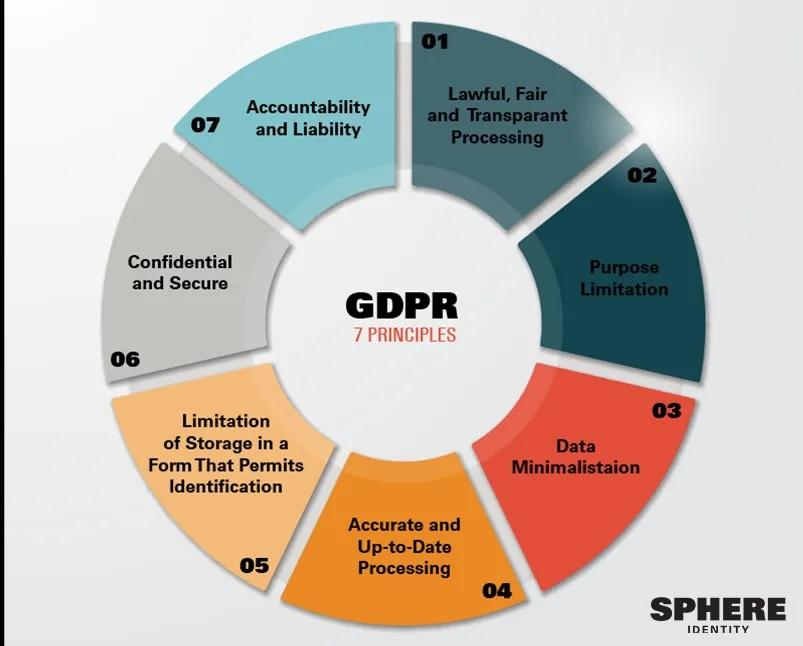 01
Lawful, Fair
and Transparant
Processing
02
Purpose
Limitation
03
Data
Minimalistaion
Accurate and
Up-to-Date
Processing
04
Limitation
of Storage in a
Form That Permits
Identification
05
Confidential
and Secure
06
07
Accountability
and Liability
GDPR
7 PRINCIPLES
SPHERE
IDENTITY